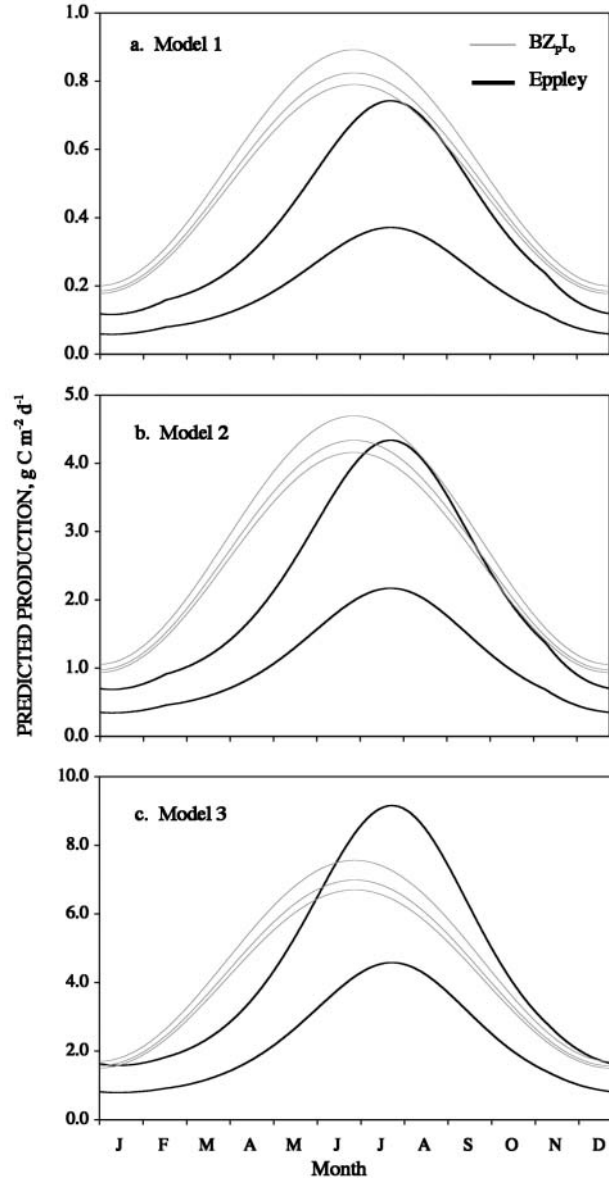 1.0
a. Model 1
BZpIo
Eppley
0.8
0.6
0.4
0.2
0.0
5.0
b. Model 2
4.0
3.0
2.0
1.0
0.0
PREDICTED PRODUCTION, g C m-2 d-1
10.0
c. Model 3
8.0
6.0
4.0
2.0
0.0
J F M A M J J A S O N D
Month